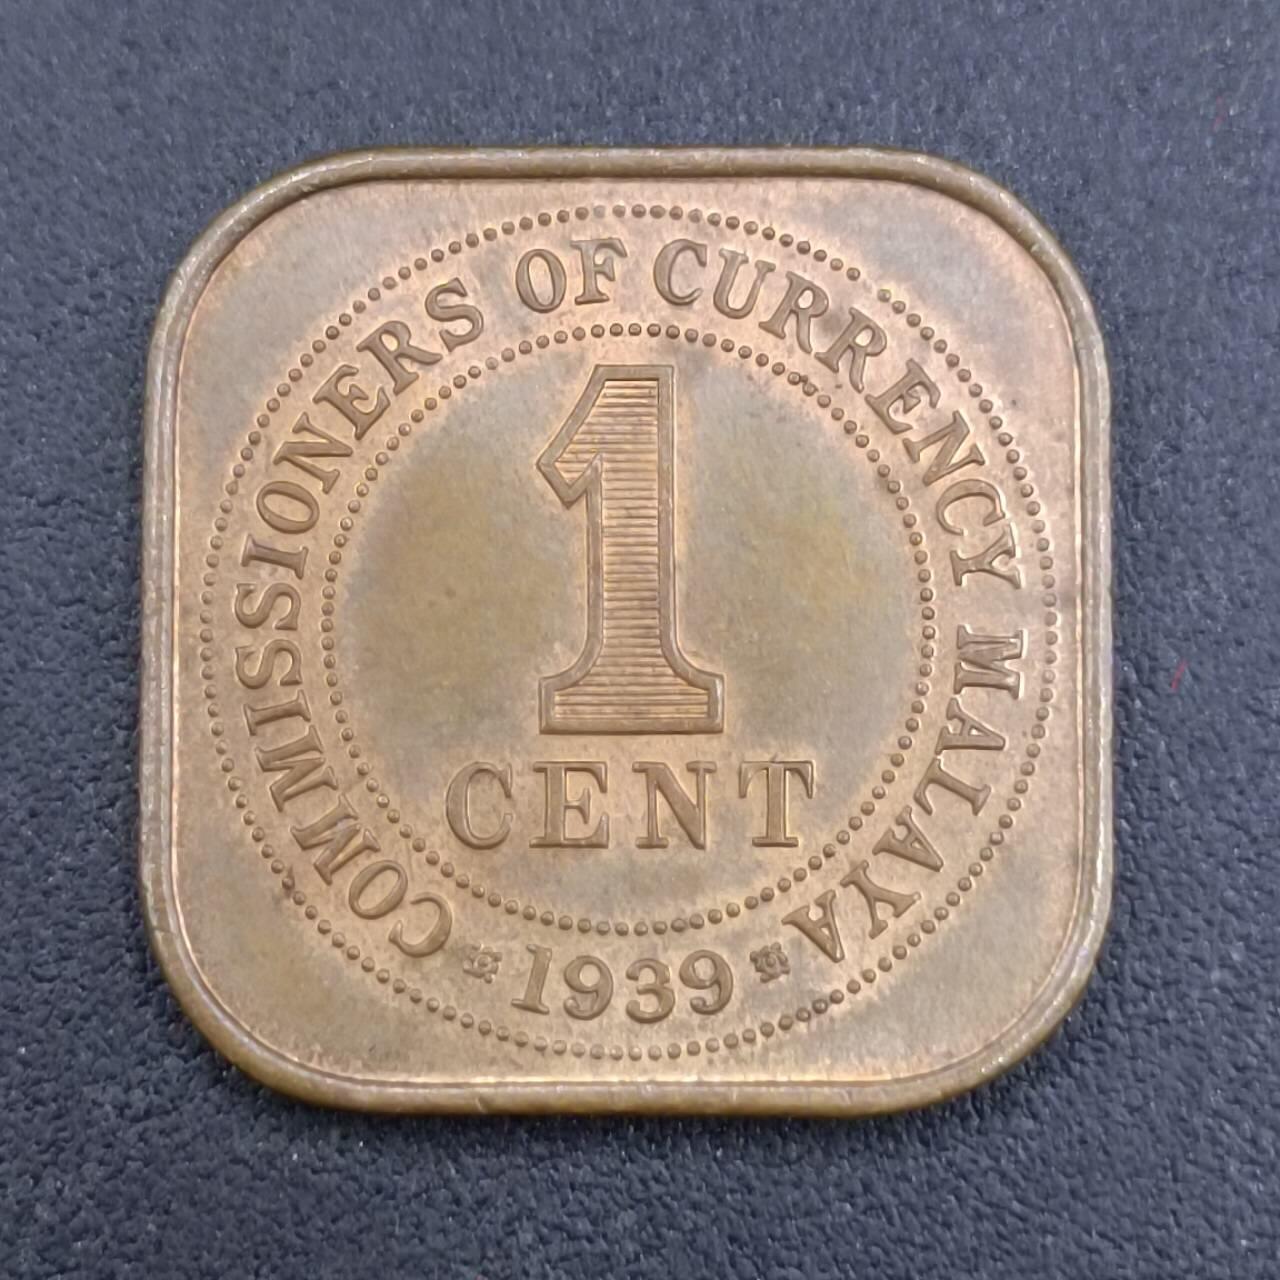 COMMISSIONERS OF CURRENCY MALAYA
1
CENT
1939